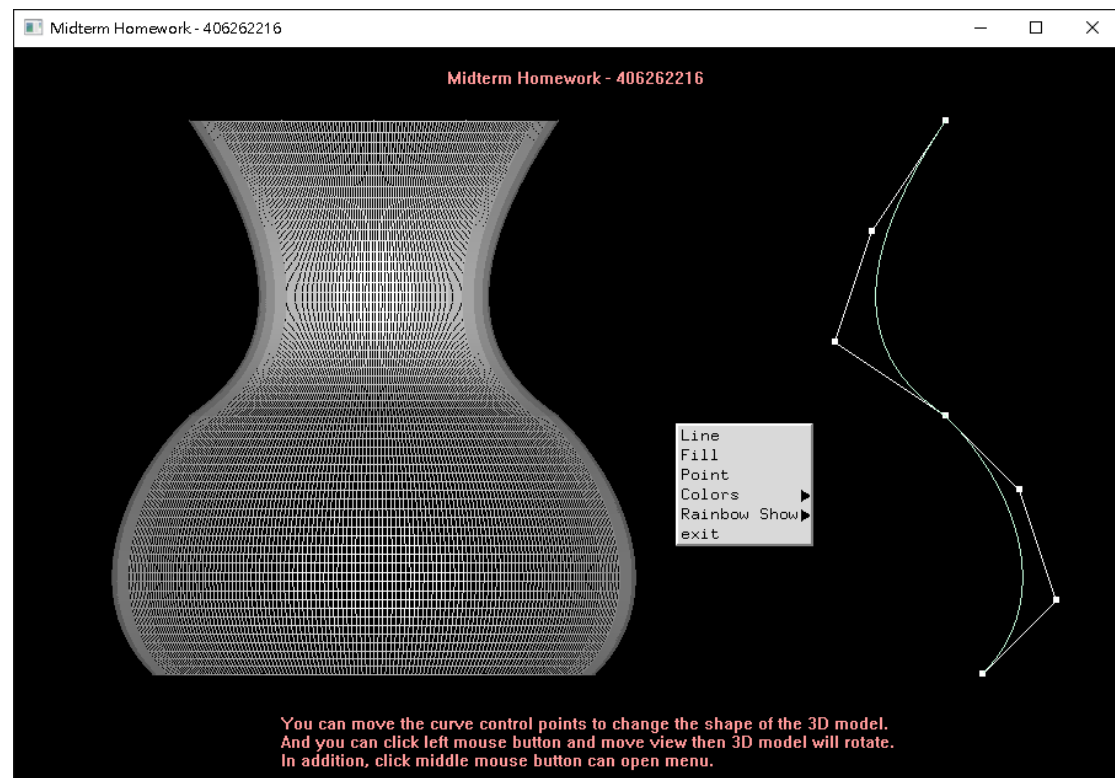 Midterm Homework - 406262216
Midterm Homework - 406262216
Line
Fill
Point
Colors
Rainbow Show
exit
You can move the curve control points to change the shape of the 3D model.
And you can click left mouse button and move view then 3D model will rotate.
In addition, click middle mouse button can open menu.